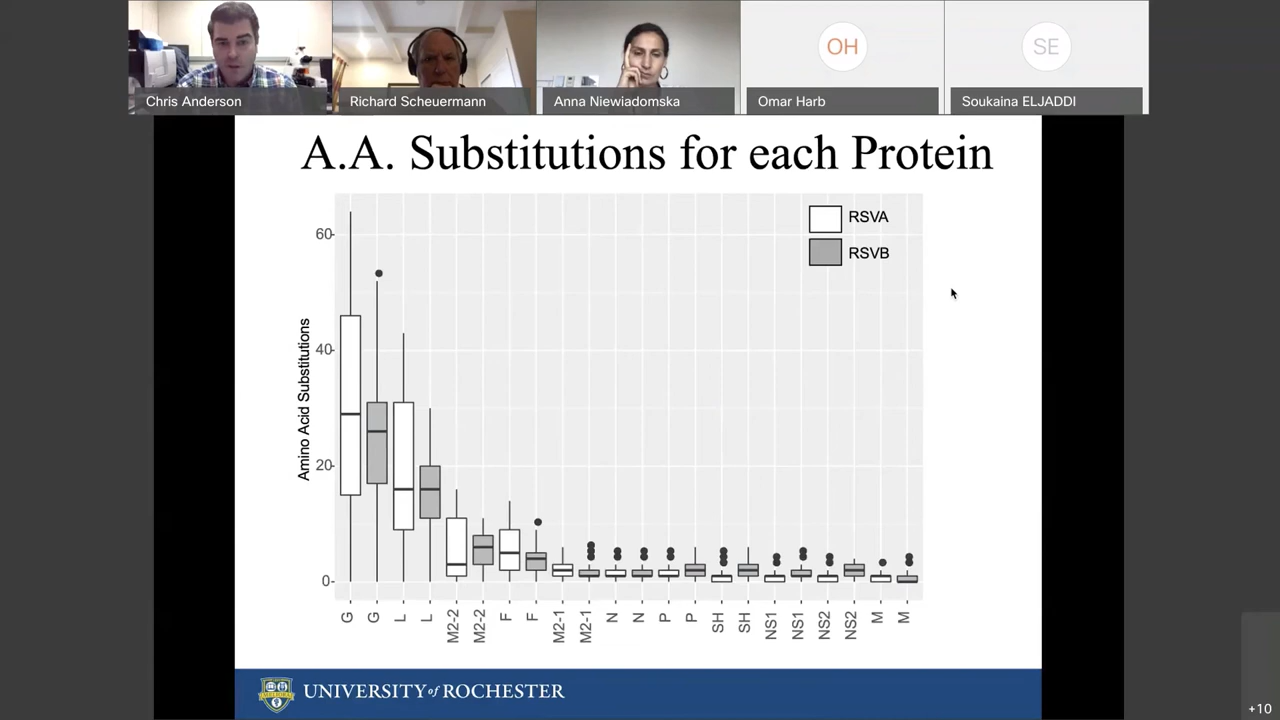 OH
SE
Chris Anderson
Richard Scheuermann
Anna Niewiadomska
Omar Harb
Soukaina ELJADDI
A.A. Substitutions for each Protein
RSVA
RSVB
Amino Acid Substitutions
60
40
20
0
G
G
L
L
M2-2
M2-2
F
F
M2-1
M2-1
N
N
P
P
SH
SH
NS1
NS1
NS2
NS2
M
M
UNIVERSITY of ROCHESTER
+10